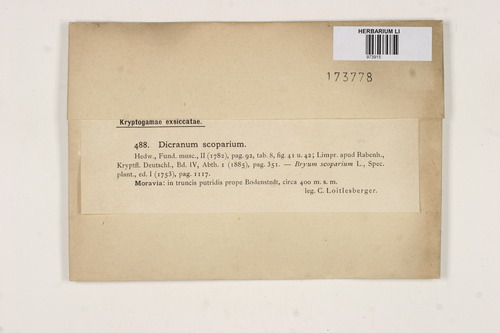 HERBARIUM LI
973915
173778
Kryptogamae exsiccatae.
488. Dicranum scoparium.
Hedw., Fund. musc., II (1782), pag. 92, tab. 8, fig. 41 u. 42; Limpr. apud Rabenh.,
Kryptfl. Deutschl., Bd. IV, Abth. 1 (1885), pag. 351. — Bryum scoparium L., Spec.
plant., ed. I (1753), pag. 1117.
Moravia: in truncis putridis prope Bodenstadt, circa 400 m. s. m.
leg. C. Loitlesberger.